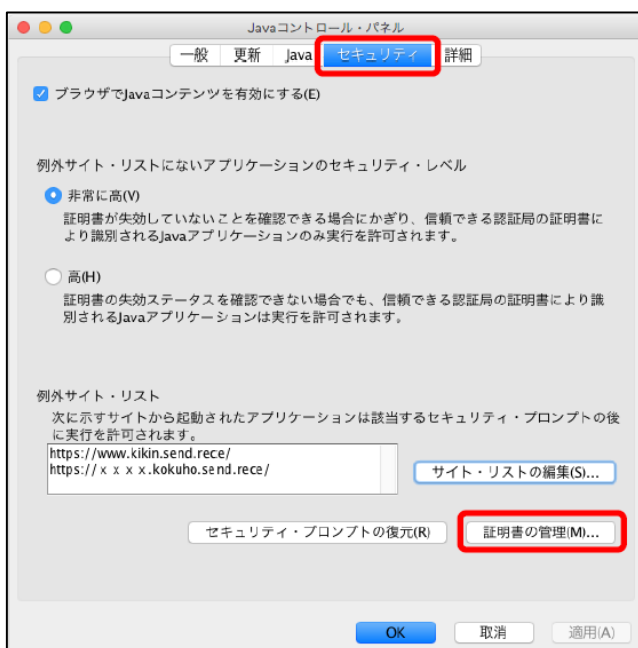 Javaコントロール・パネル
一般 更新 Java セキュリティ 詳細
ブラウザでJavaコンテンツを有効にする(E)
例外サイト・リストにないアプリケーションのセキュリティ・レベル
非常に高(V)
証明書が失効していないことを確認できる場合にかぎり、信頼できる認証局の証明書に
より識別されるJavaアプリケーションのみ実行を許可されます。
高(H)
証明書の失効ステータスを確認できない場合でも、信頼できる認証局の証明書により識
別されるJavaアプリケーションは実行を許可されます。
例外サイト・リスト
次に示すサイトから起動されたアプリケーションは該当するセキュリティ・プロンプトの後
に実行を許可されます。
https://www.kikin.send.rece/
https://ｘｘｘｘ.kokuho.send.rece/
サイト・リストの編集(S)...
セキュリティ・プロンプトの復元(R) 証明書の管理(M)...
OK 取消 適用(A)